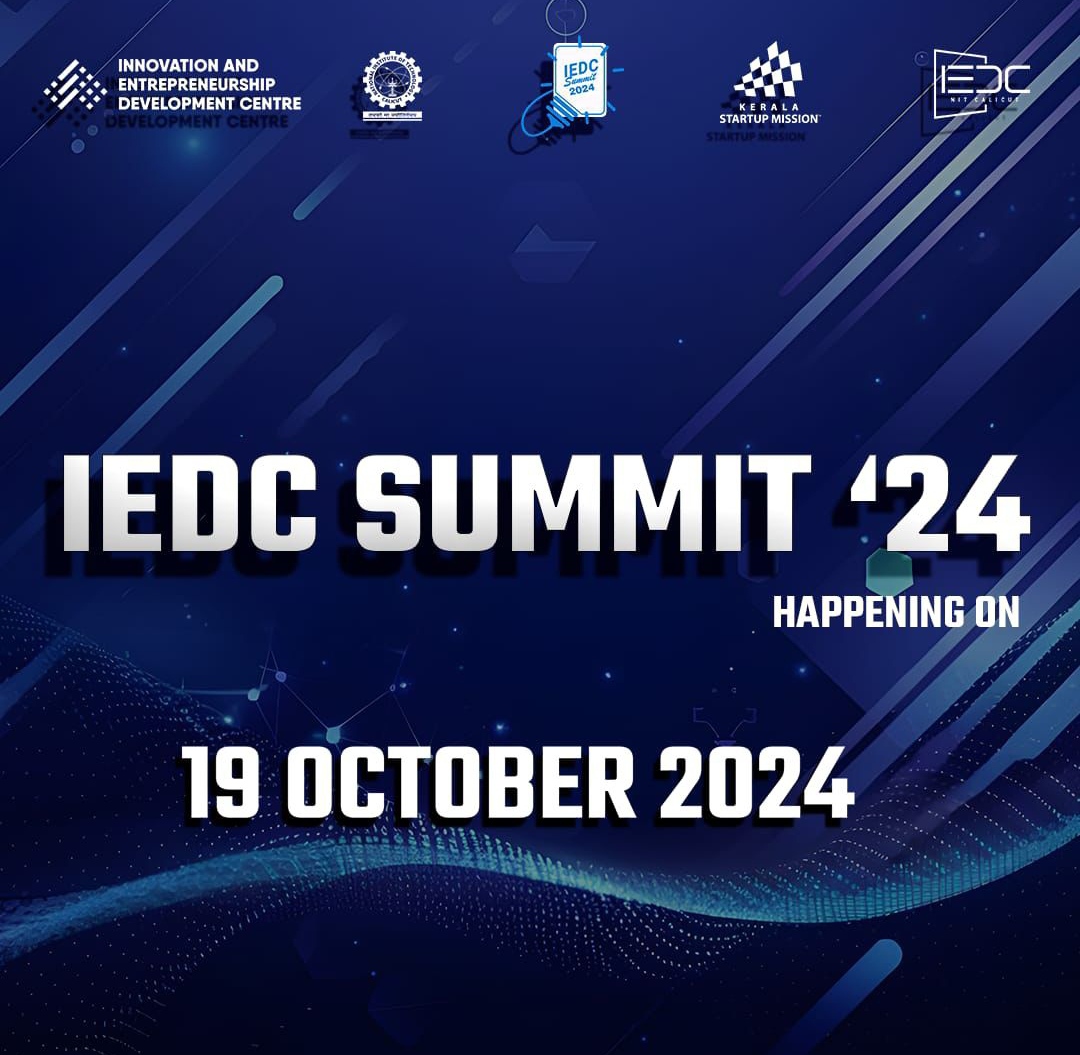 INNOVATION AND
ENTREPRENEURSHIP
DEVELOPMENT CENTRE
IEDC
Summit
2024
KERALA
STARTUP MISSION
IEDC
NIT CALICUT
IEDC SUMMIT ‘24
HAPPENING ON
19 OCTOBER 2024